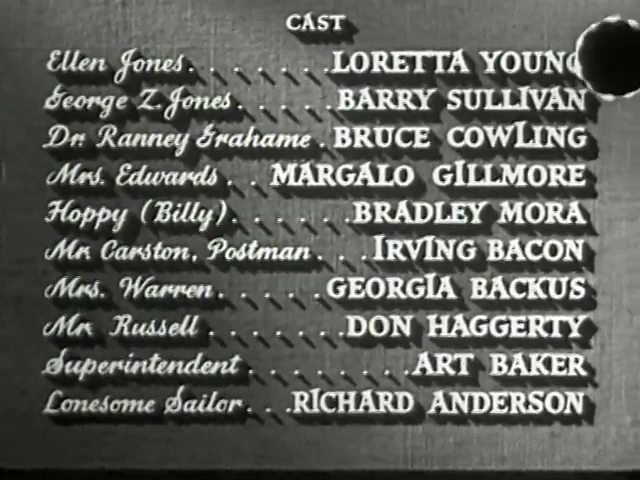 CAST
Ellen Jones. . . . . . . .LORETTA YOUNG
George Z. Jones . . . . . BARRY SULLIVAN
Dr. Ranney Grahame . BRUCE COWLING
Mrs. Edwards . . MARGALO GILLMORE
Hoppy (Billy). . . . . . .BRADLEY MORA
Mr. Carston, Postman . . . IRVING BACON
Mrs. Warren. . . . . GEORGIA BACKUS
Mr. Russell . . . . . . . DON HAGGERTY
Superintendent . . . . . . . . ART BAKER
Lonesome Sailor. . .RICHARD ANDERSON